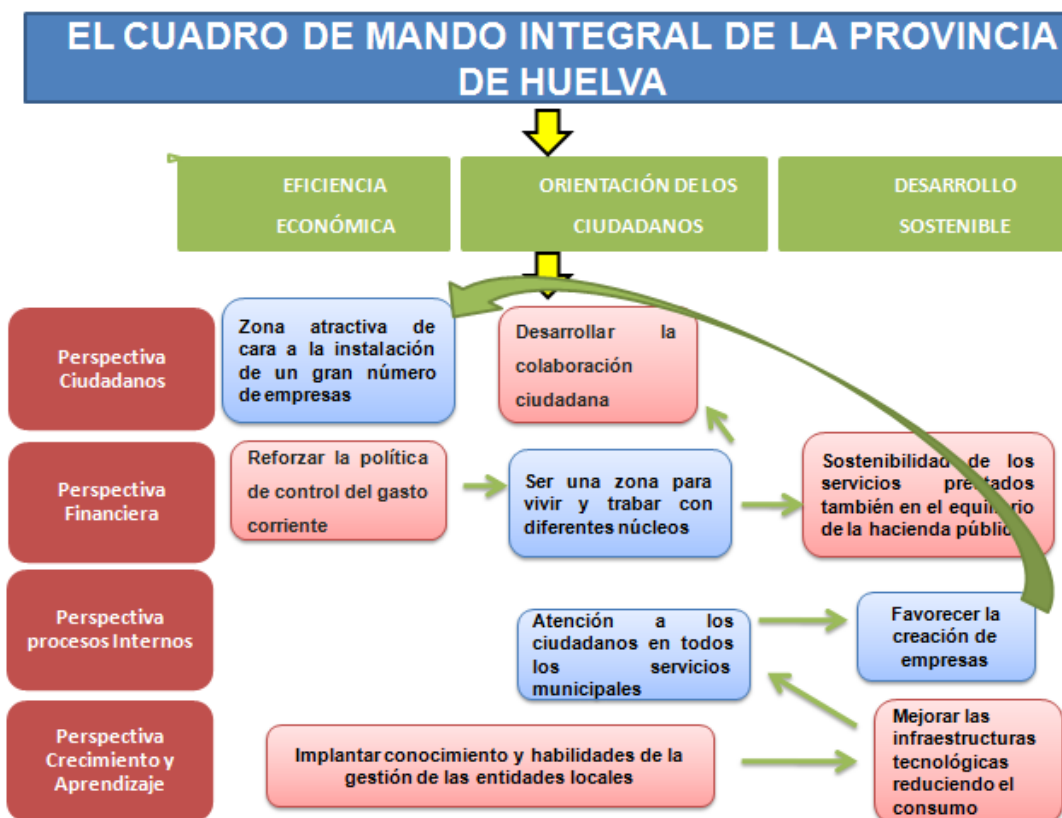 EL CUADRO DE MANDO INTEGRAL DE LA PROVINCIA
DE HUELVA
EFICIENCIA
ECONÓMICA
ORIENTACIÓN DE LOS
CIUDADANOS
DESARROLLO
SOSTENIBLE
Perspectiva
Ciudadanos
Zona atractiva de
cara a la instalación
de un gran número
de empresas
Desarrollar la
colaboración
ciudadana
Perspectiva
Financiera
Reforzar la política
de control del gasto
corriente
Ser una zona para
vivir y trabar con
diferentes núcleos
Sostenibilidad de los
servicios prestados
también en el equilibrio
de la hacienda pública
Perspectiva
procesos Internos
Atención a los
ciudadanos en todos
los servicios
municipales
Favorecer la
creación de
empresas
Perspectiva
Crecimiento y
Aprendizaje
Implantar conocimiento y habilidades de la
gestión de las entidades locales
Mejorar las
infraestructuras
tecnológicas
reduciendo el
consumo